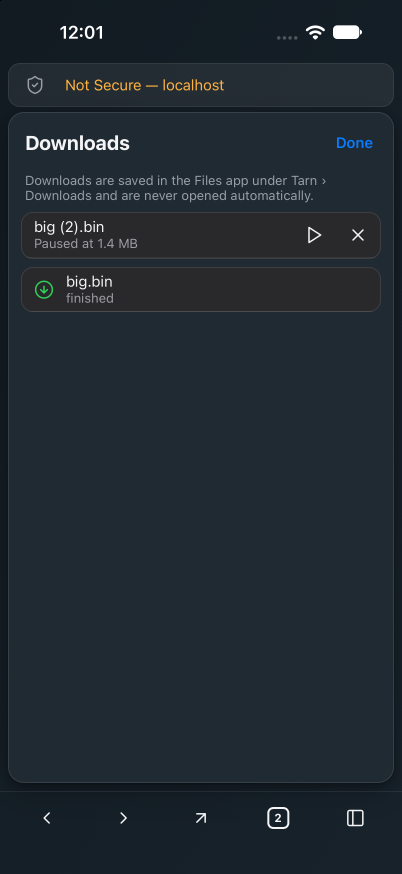 12:01
Not Secure — localhost
Downloads
Done
Downloads are saved in the Files app under Tarn ›
Downloads and are never opened automatically.
big (2).bin
Paused at 1.4 MB
big.bin
finished
2